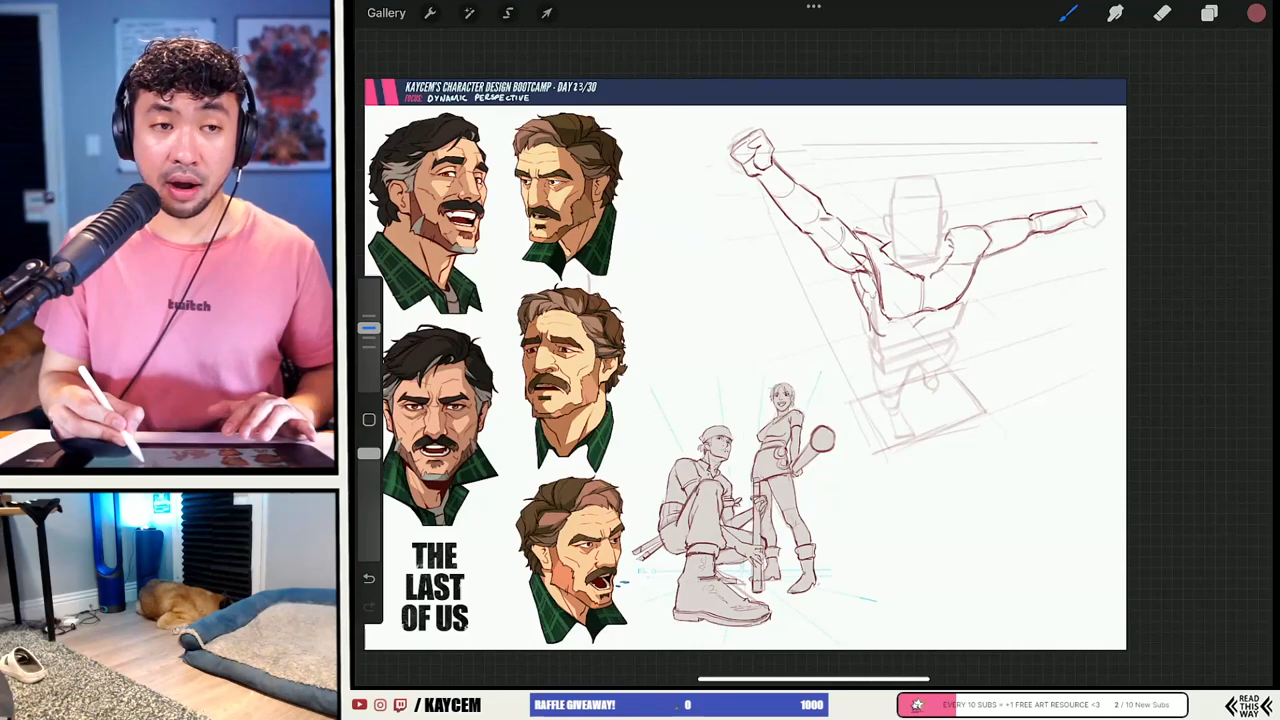 Gallery
KAYCEM'S CHARACTER DESIGN BOOTCAMP - DAY 23/30
FOCUS: DYNAMIC PERSPECTIVE
twitch
THE
LAST
OF US
/ KAYCEM
RAFFLE GIVEAWAY!
0
1000
EVERY 10 SUBS = +1 FREE ART RESOURCE <3
2 / 10 New Subs
READ
THIS
WAY